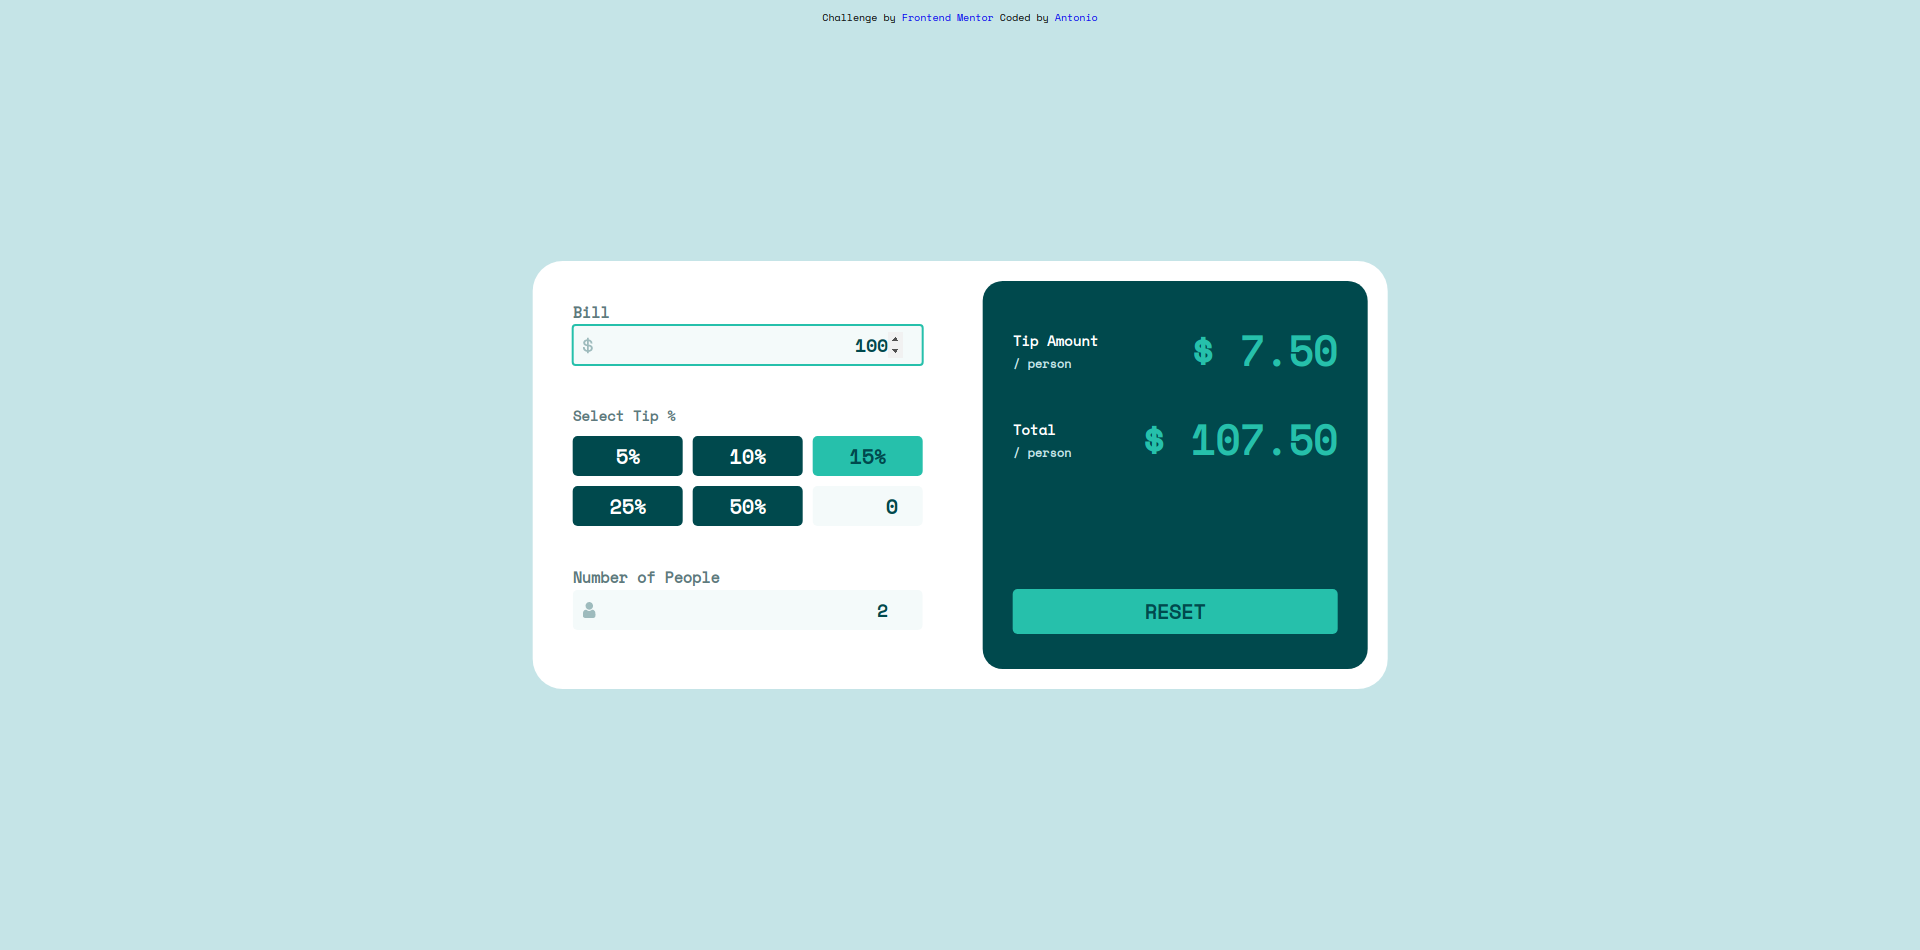 Challenge by Frontend Mentor Coded by Antonio
Bill
$ 100
Select Tip %
5% 10% 15%
25% 50% 0
Number of People
2
Tip Amount
/ person
$ 7.50
Total
/ person
$ 107.50
RESET